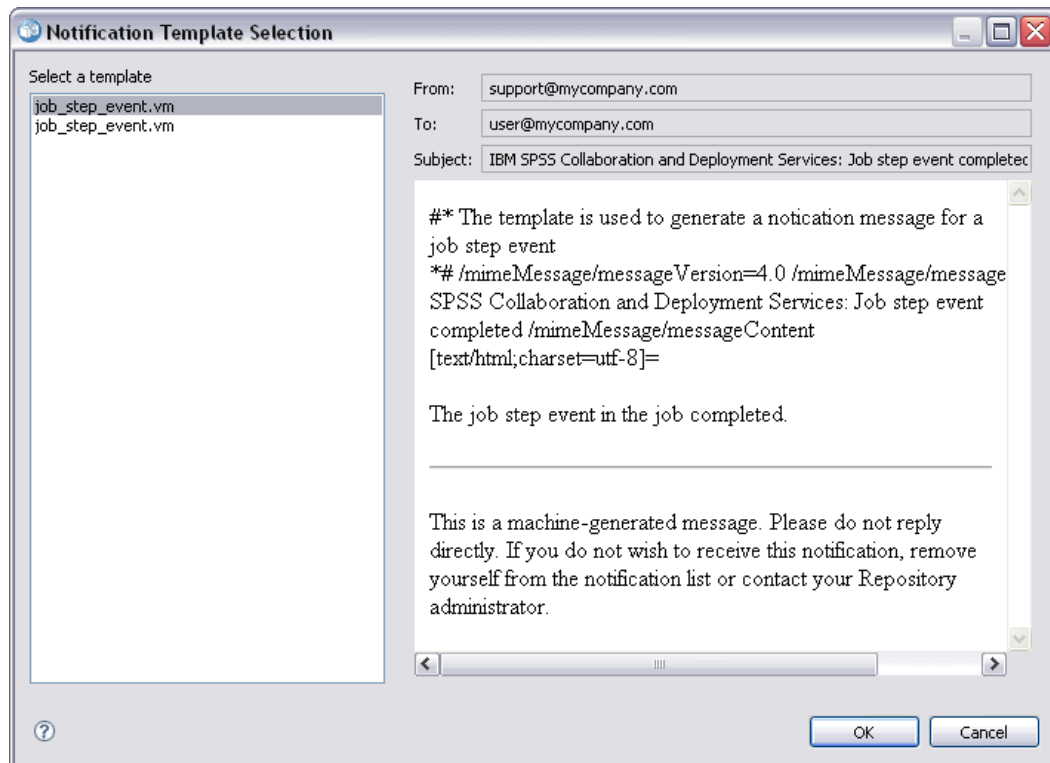 Notification Template Selection
Select a template
job_step_event.vm
job_step_event.vm
From:
support@mycompany.com
To:
user@mycompany.com
Subject:
IBM SPSS Collaboration and Deployment Services: Job step event completed
#* The template is used to generate a notication message for a
job step event
*# /mimeMessage/messageVersion=4.0 /mimeMessage/message
SPSS Collaboration and Deployment Services: Job step event
completed /mimeMessage/messageContent
[text/html;charset=utf-8]=
The job step event in the job completed.
This is a machine-generated message. Please do not reply
directly. If you do not wish to receive this notification, remove
yourself from the notification list or contact your Repository
administrator.
?
OK
Cancel